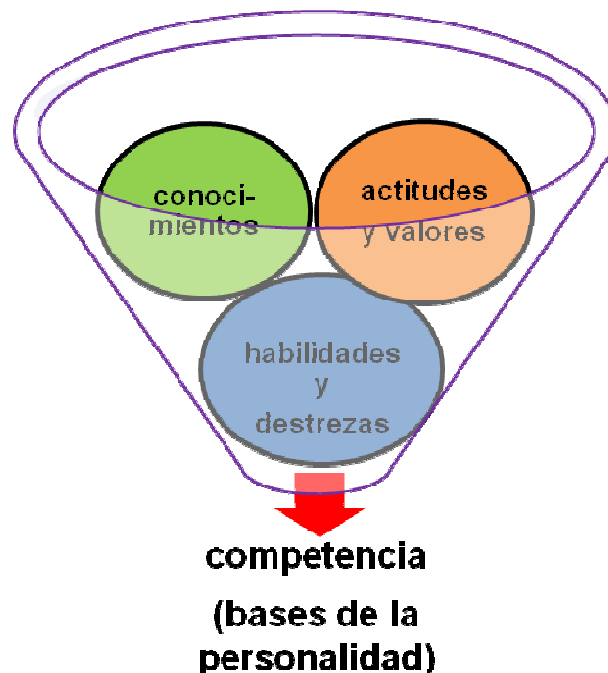 conoci-
mientos
actitudes
y valores
habilidades
y
destrezas
competencia
(bases de la
personalidad)